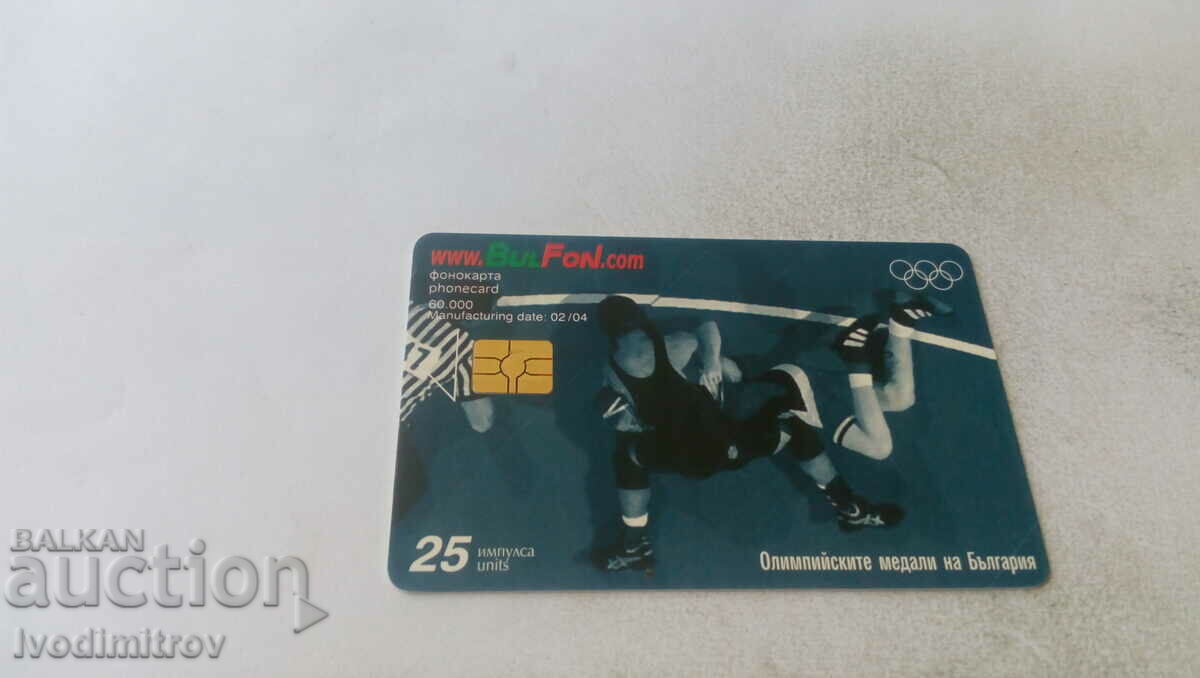 www.BULFON.com
фонокарта
phonecard
60.000
Manufacturing date: 02/04
25 импулса
units
Олимпийските медали на България
BALKAN
auction
Ivodimitrov